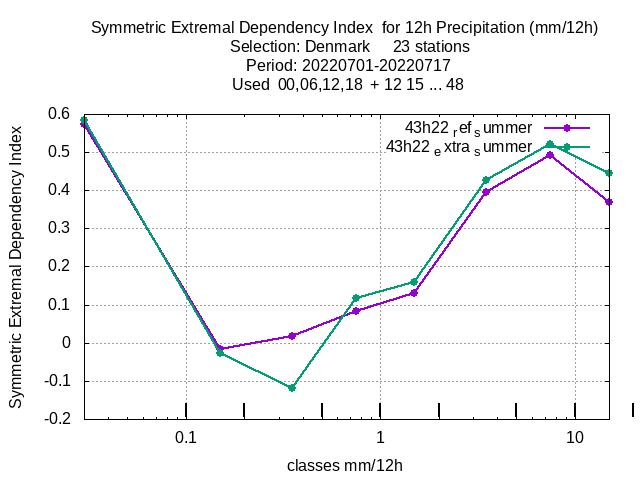 Symmetric Extremal Dependency Index  for 12h Precipitation (mm/12h)
Selection: Denmark     23 stations
Period: 20220701-20220717
Used  00,06,12,18  + 12 15 ... 48
43h22 ref summer
43h22 extra summer
Symmetric Extremal Dependency Index
0.6
0.5
0.4
0.3
0.2
0.1
0
-0.1
-0.2
0.1 1 10
classes mm/12h